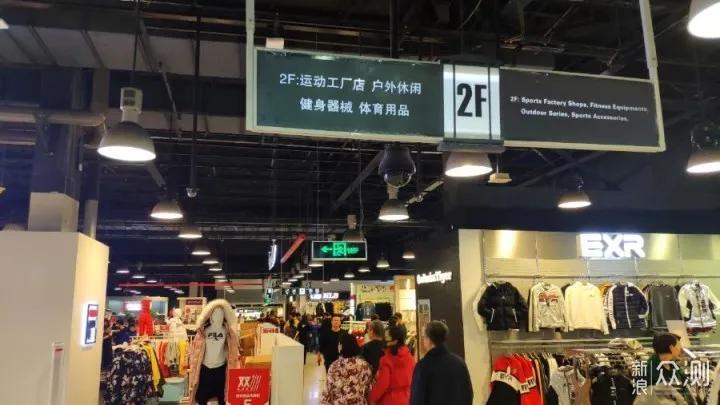 2F:运动工厂店 户外休闲
健身器械 体育用品
2F
2F: Sports Factory Shops, Fitness Equipments,
Outdoor Series, Sports Accessories.
EXR
FILA
双
新浪众测